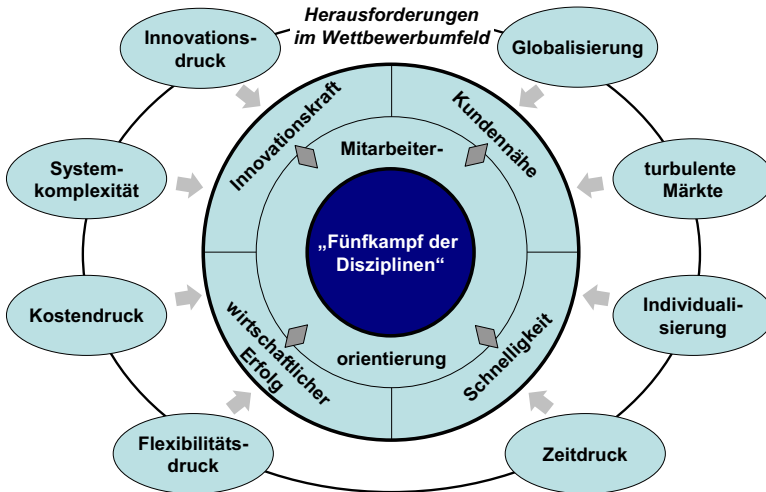 Herausforderungen
im Wettbewerbumfeld
Innovations-
druck
Globalisierung
System-
komplexität
turbulente
Märkte
Kostendruck
Individuali-
sierung
Flexibilitäts-
druck
Zeitdruck
Innovationskraft
Kundennähe
Mitarbeiter-
„Fünfkampf der
Disziplinen“
orientierung
wirtschaftlicher
Erfolg
Schnelligkeit